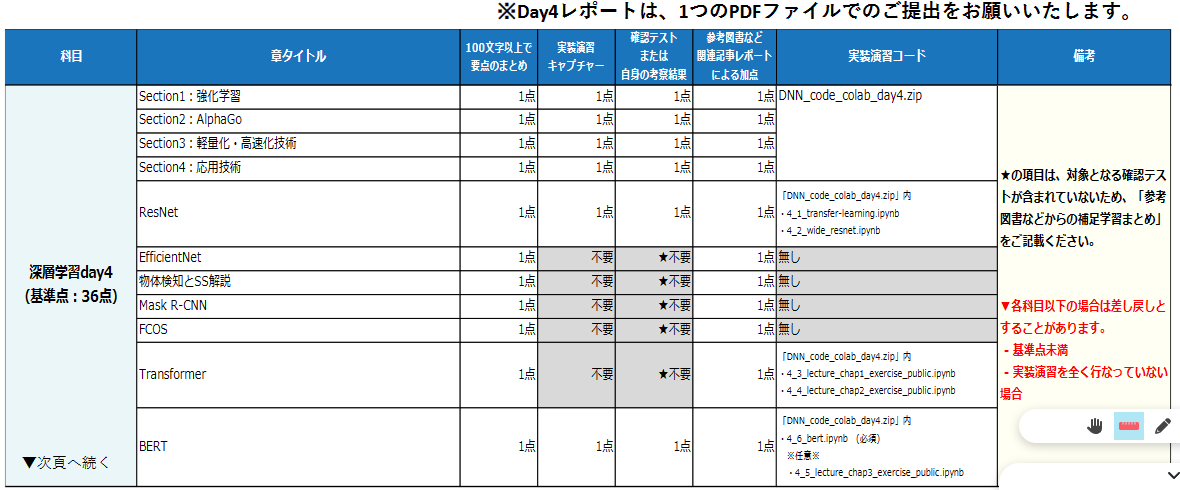 ※Day4レポートは、1つのPDFファイルでのご提出をお願いいたします。
科目
章タイトル
100文字以上で
要点のまとめ
実装演習
キャプチャー
確認テスト
または
自身の考察結果
参考図書など
関連記事レポート
による加点
実装演習コード
備考
深層学習day4
(基準点：36点)
▼次頁へ続く
Section1：強化学習 1点 1点 1点 1点 DNN_code_colab_day4.zip
Section2：AlphaGo 1点 1点 1点 1点
Section3：軽量化・高速化技術 1点 1点 1点 1点
Section4：応用技術 1点 1点 1点 1点
ResNet 1点 1点 1点 1点
「DNN_code_colab_day4.zip」内
・4_1_transfer-learning.ipynb
・4_2_wide_resnet.ipynb
EfficientNet 1点 不要 ★不要 1点 無し
物体検知とSS解説 1点 不要 ★不要 1点 無し
Mask R-CNN 1点 不要 ★不要 1点 無し
FCOS 1点 不要 ★不要 1点 無し
Transformer 1点 不要 ★不要 1点
「DNN_code_colab_day4.zip」内
・4_3_lecture_chap1_exercise_public.ipynb
・4_4_lecture_chap2_exercise_public.ipynb
BERT 1点 1点 1点 1点
「DNN_code_colab_day4.zip」内
・4_6_bert.ipynb （必須）
※任意※
・4_5_lecture_chap3_exercise_public.ipynb
★の項目は、対象となる確認テス
トが含まれていないため、「参考
図書などからの補足学習まとめ」
をご記載ください。
▼各科目以下の場合は差し戻しと
することがあります。
- 基準点未満
- 実装演習を全く行なっていない
場合